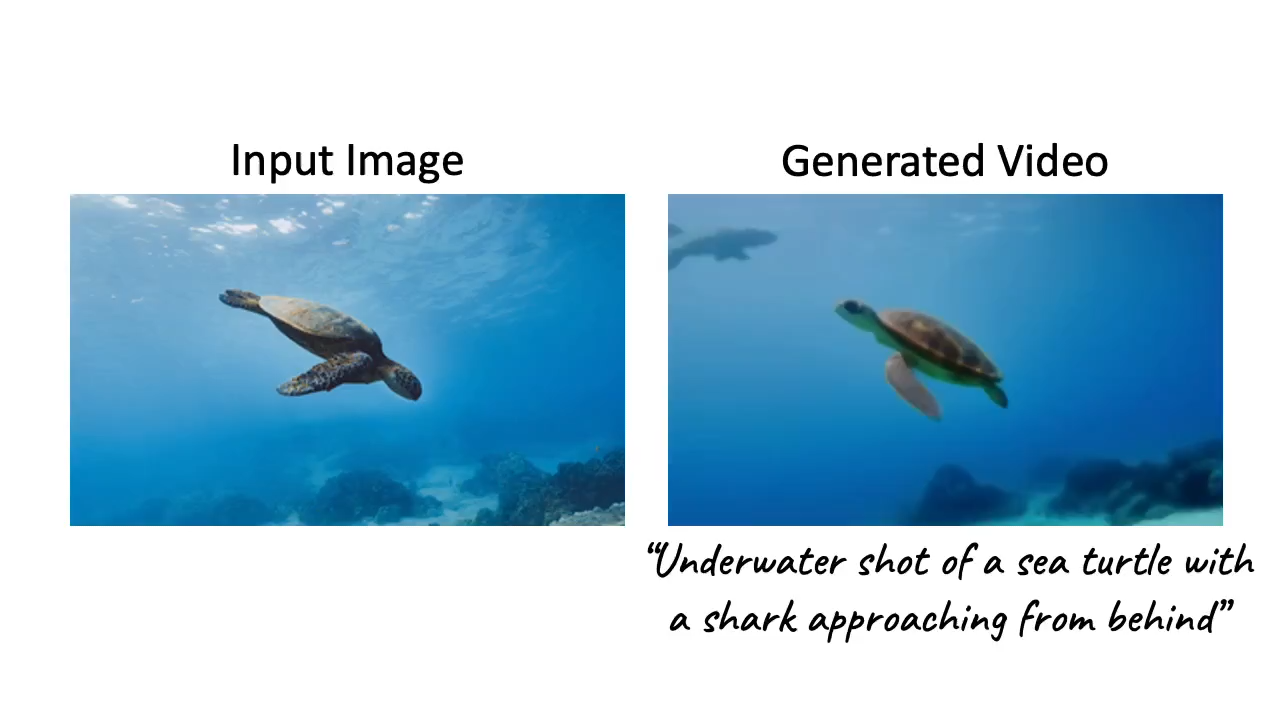 Input Image
Generated Video
“Underwater shot of a sea turtle with
a shark approaching from behind”